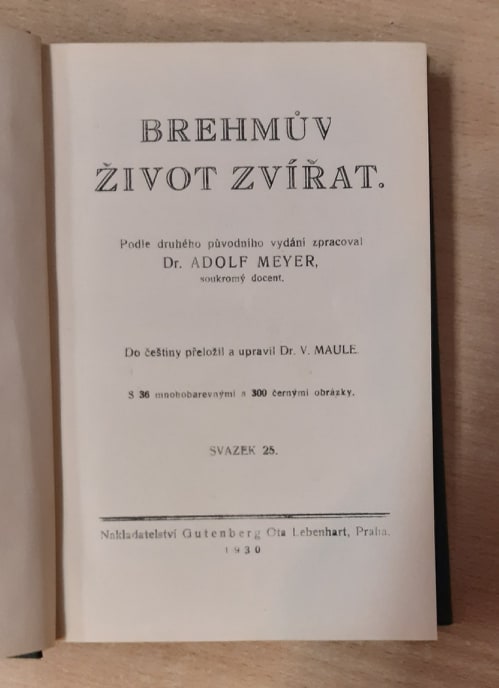 BREHMŮV
ŽIVOT ZVÍŘAT.
Podle druhého původního vydání zpracoval
Dr. ADOLF MEYER,
soukromý docent.
Do češtiny přeložil a upravil Dr. V. MAULE.
S 36 mnohobarevnými a 300 černými obrázky.
SVAZEK 25.
Nakladatelství Gutenberg Ota Lebenhart, Praha.
1930